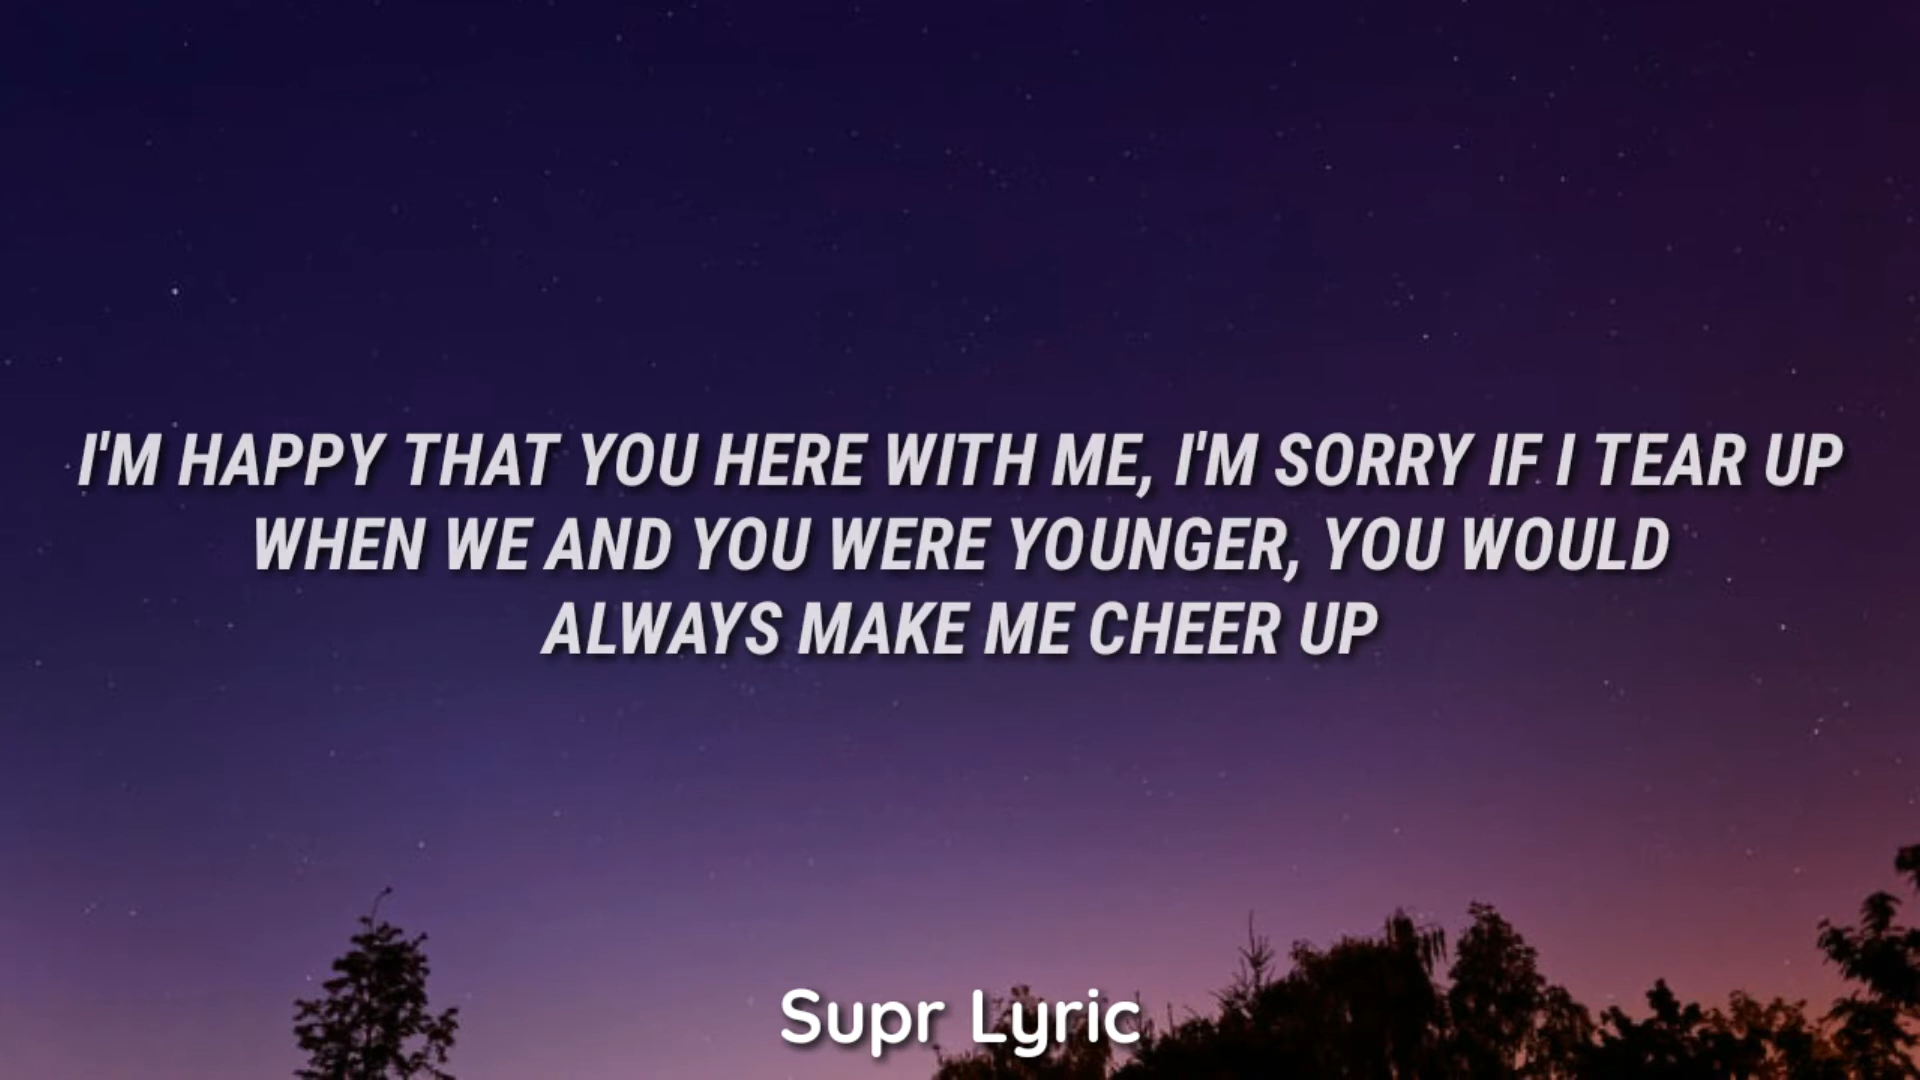 I'M HAPPY THAT YOU HERE WITH ME, I'M SORRY IF I TEAR UP
WHEN WE AND YOU WERE YOUNGER, YOU WOULD
ALWAYS MAKE ME CHEER UP
Supr Lyric